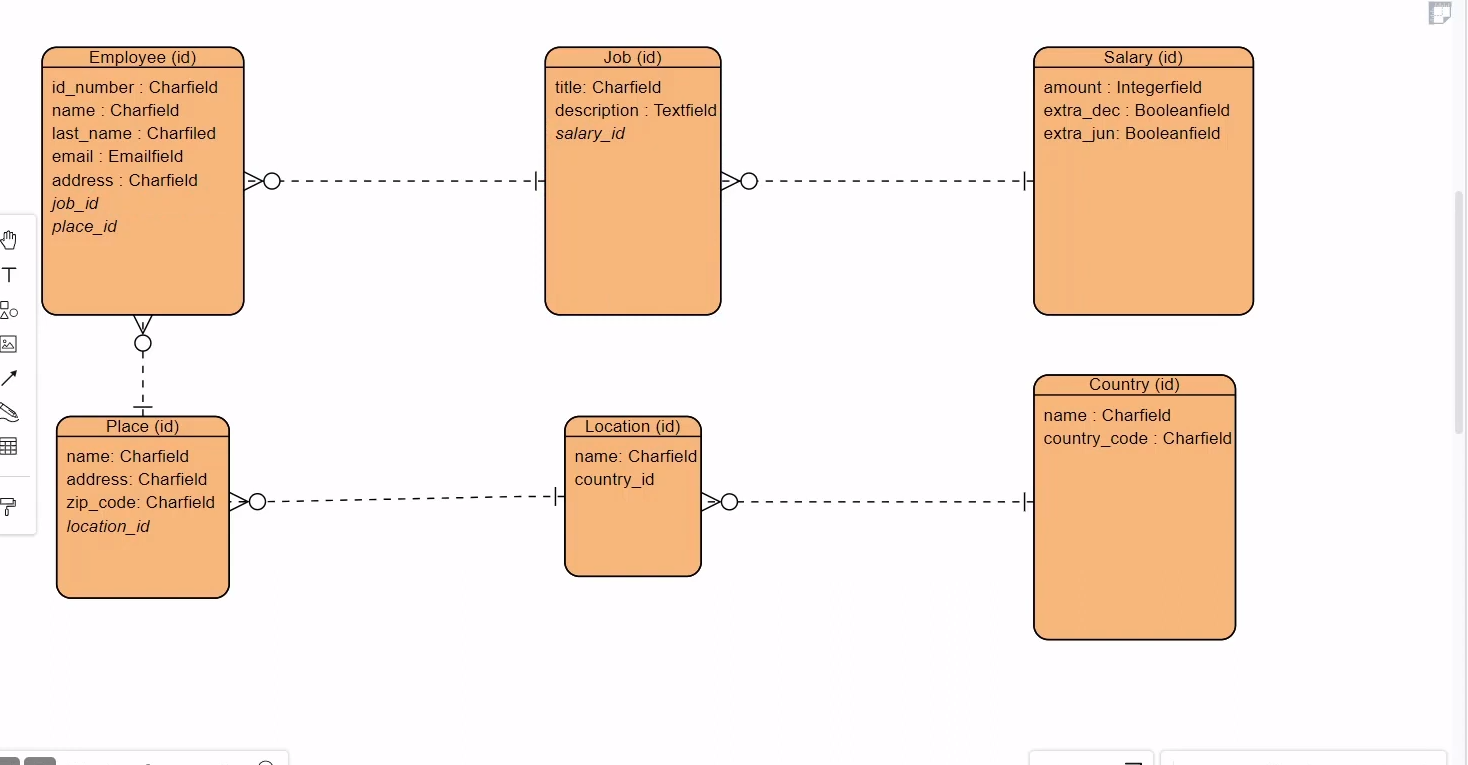 Employee (id)
id_number : Charfield
name : Charfield
last_name : Charfiled
email : Emailfield
address : Charfield
job_id
place_id
Job (id)
title: Charfield
description : Textfield
salary_id
Salary (id)
amount : Integerfield
extra_dec : Booleanfield
extra_jun: Booleanfield
Place (id)
name: Charfield
address: Charfield
zip_code: Charfield
location_id
Location (id)
name: Charfield
country_id
Country (id)
name : Charfield
country_code : Charfield